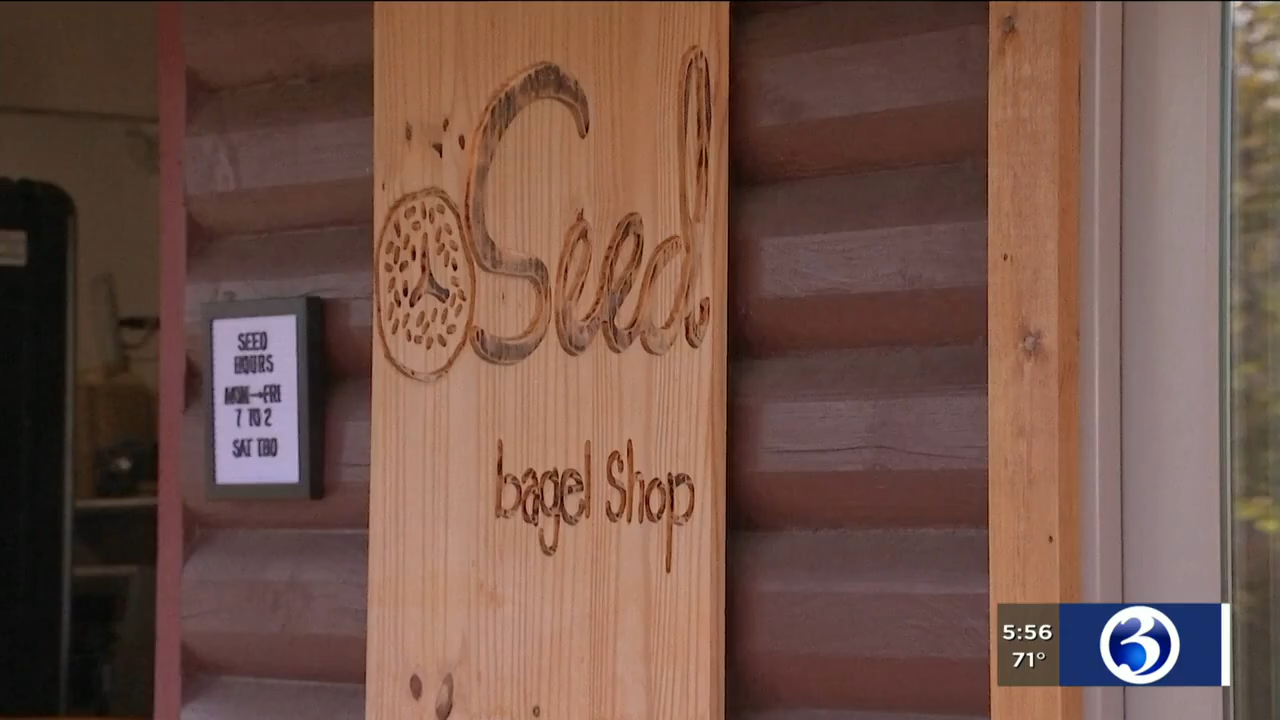 Seed
bagel Shop
SEED
HOURS
MON→FRI
7 TO 2
SAT TBD
5:56
71°
3